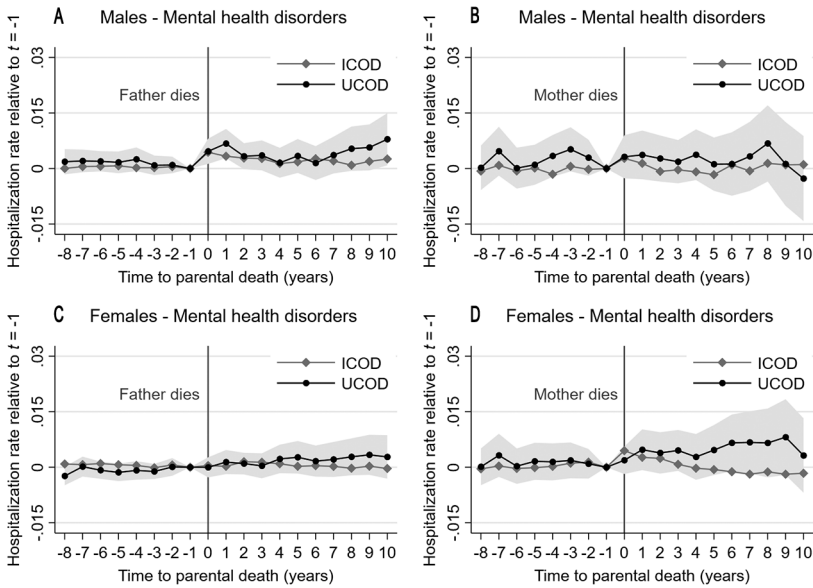 A Males - Mental health disorders
Hospitalization rate relative to t = -1
.03
.015
0
-.015
Father dies
ICOD
UCOD
-8 -7 -6 -5 -4 -3 -2 -1 0 1 2 3 4 5 6 7 8 9 10
Time to parental death (years)
B Males - Mental health disorders
Hospitalization rate relative to t = -1
.03
.015
0
-.015
Mother dies
ICOD
UCOD
-8 -7 -6 -5 -4 -3 -2 -1 0 1 2 3 4 5 6 7 8 9 10
Time to parental death (years)
C Females - Mental health disorders
Hospitalization rate relative to t = -1
.03
.015
0
-.015
Father dies
ICOD
UCOD
-8 -7 -6 -5 -4 -3 -2 -1 0 1 2 3 4 5 6 7 8 9 10
Time to parental death (years)
D Females - Mental health disorders
Hospitalization rate relative to t = -1
.03
.015
0
-.015
Mother dies
ICOD
UCOD
-8 -7 -6 -5 -4 -3 -2 -1 0 1 2 3 4 5 6 7 8 9 10
Time to parental death (years)